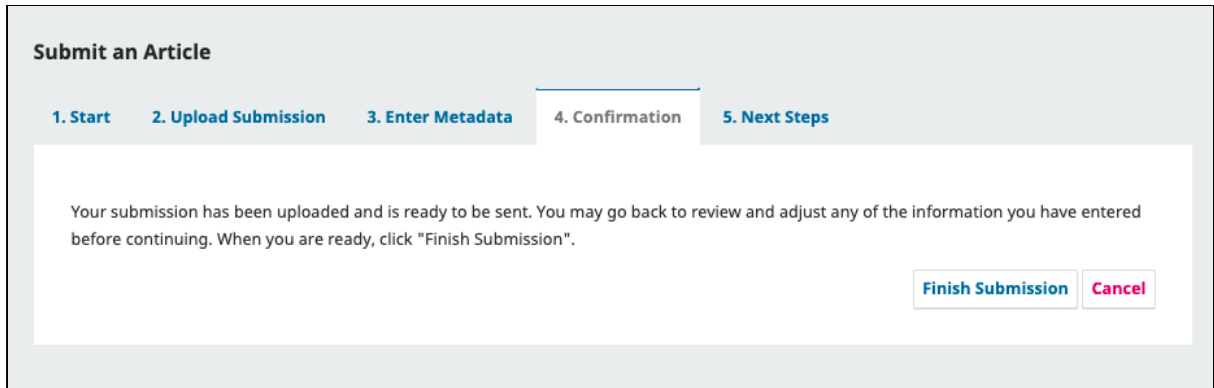 Submit an Article
1. Start 2. Upload Submission 3. Enter Metadata 4. Confirmation 5. Next Steps
Your submission has been uploaded and is ready to be sent. You may go back to review and adjust any of the information you have entered
before continuing. When you are ready, click "Finish Submission".
Finish Submission Cancel